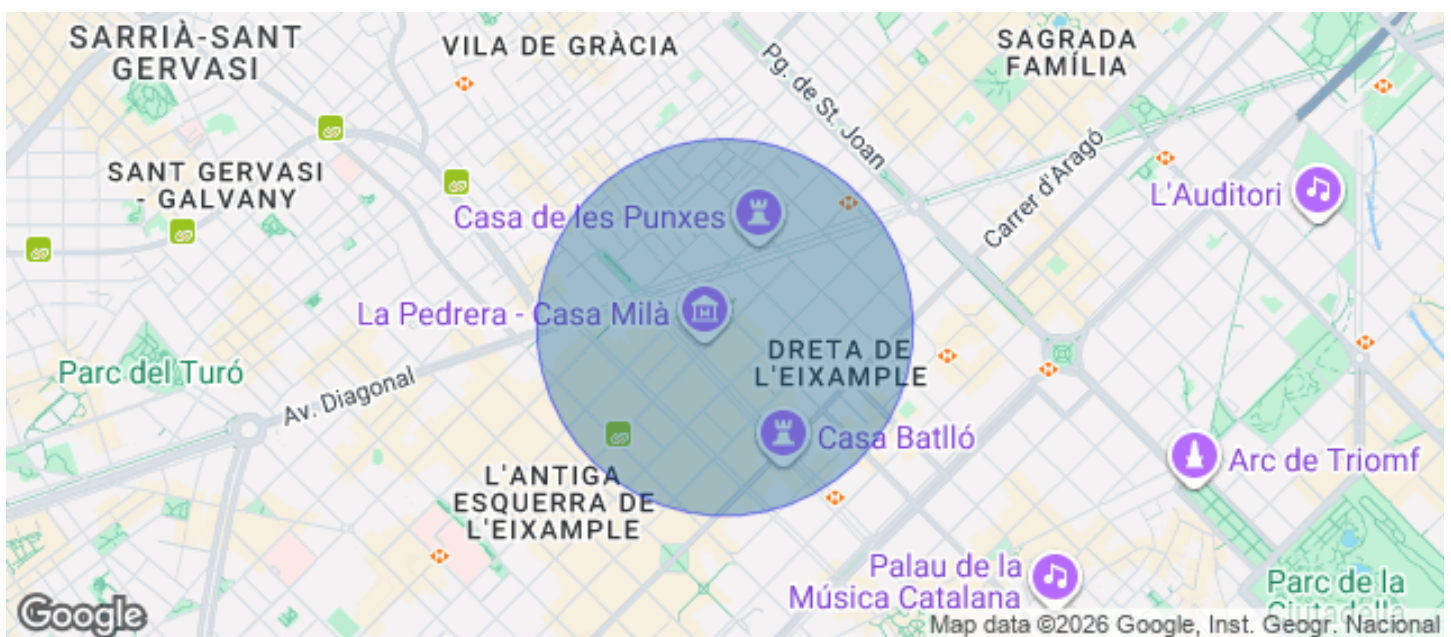 SARRIÀ-SANT
GERVASI
VILA DE GRÀCIA
SAGRADA
FAMÍLIA
Pg. de St. Joan
SANT GERVASI
- GALVANY
Carrer d'Aragó
L'Auditori
Casa de les Punxes
La Pedrera - Casa Milà
Parc del Turó
DRETA DE
L'EIXAMPLE
Av. Diagonal
Casa Batlló
Arc de Triomf
L'ANTIGA
ESQUERRA DE
L'EIXAMPLE
Palau de la
Música Catalana
Parc de la
Google
Map data ©2026 Google, Inst. Geogr. Nacional